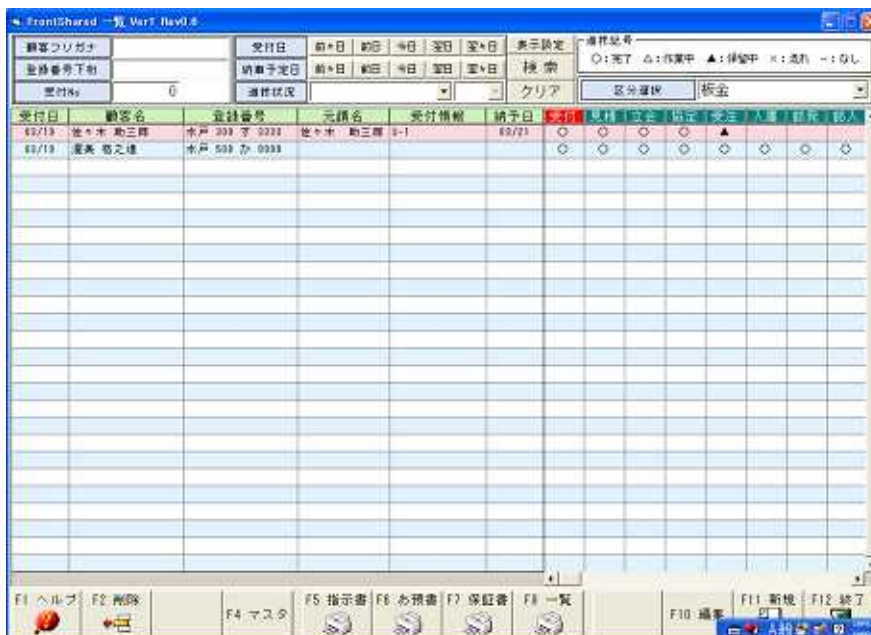 FrontShared 一覧 Ver1 Rev0.6
顧客フリガナ 受付日 前々日 前日 今日 翌日 翌々日 表示設定 進捗記号
登録番号下桁 納車予定日 前々日 前日 今日 翌日 翌々日 検索 ○:完了 △:作業中 ▲:保留中 ×:流れ -:なし
受付No 0 進捗状況 クリア 区分選択 板金
受付日 顧客名 登録番号 元請名 受付情報 納予日 受付 見積 立会 協定 受注 入庫
03/19 佐々木 助三郎 水戸 300 す 佐々木 助三郎 0-1 03/21 ○ ○ ○ ○ ▲
03/19 渥美 格之進 水戸 500 か ○ ○ ○ ○ ○ ○ ○ ○
F1 ヘルプ F2 削除 F4 マスタ F5 指示書 F6 お預書 F7 保証書 F8 一覧 F10 編集 F11 新規 F12 終了